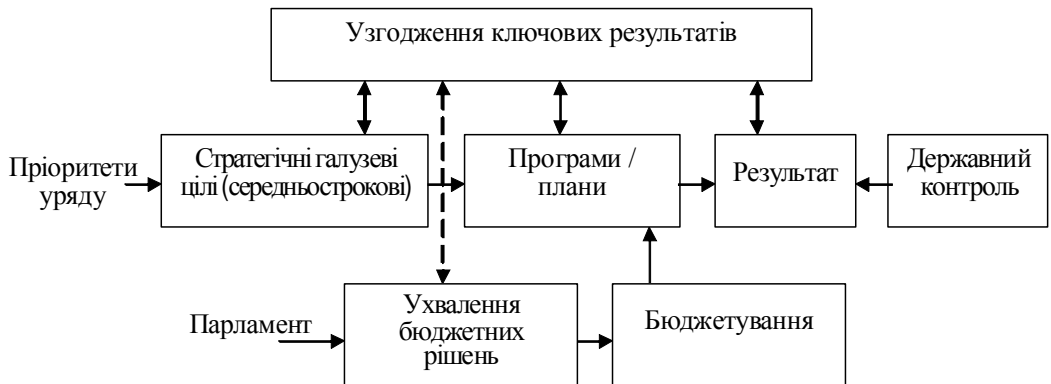 Узгодження ключових результатів
Пріоритети
уряду
Стратегічні галузеві
цілі (середньострокові)
Програми /
плани
Результат
Державний
контроль
Парламент
Ухвалення
бюджетних
рішень
Бюджетування